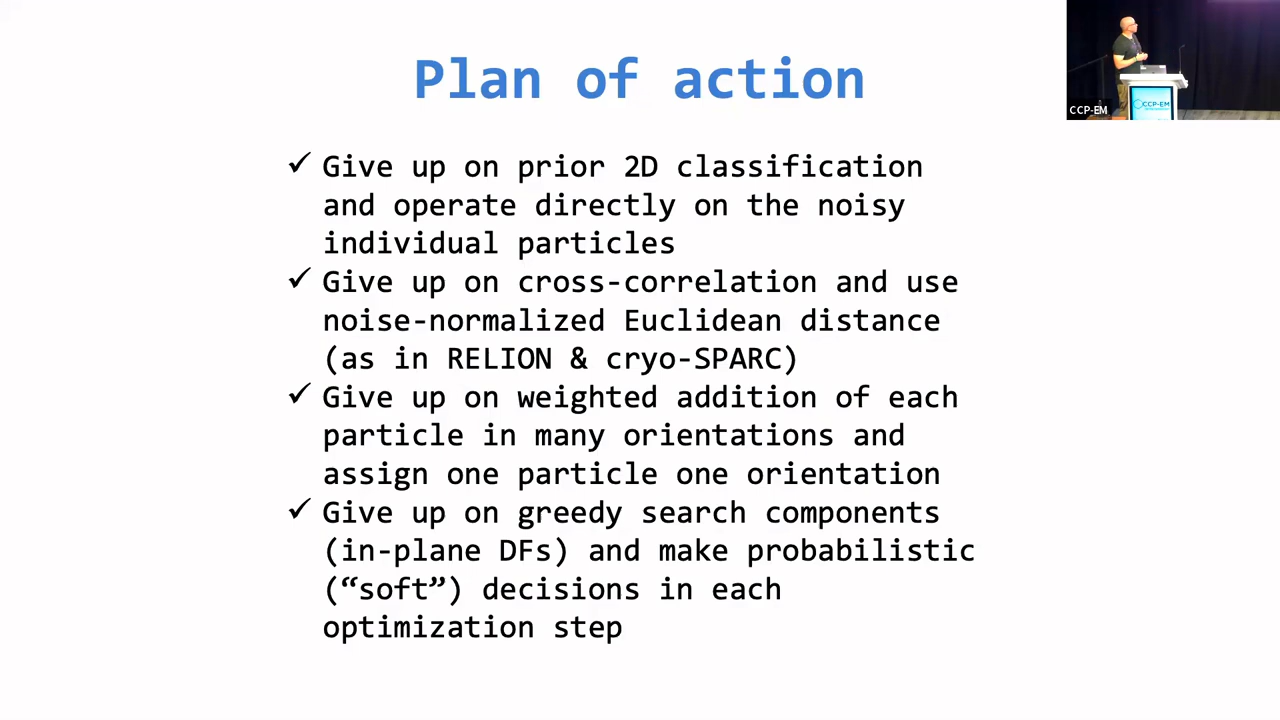 Plan of action
CCP-EM
CCP-EM
✓ Give up on prior 2D classification
and operate directly on the noisy
individual particles
✓ Give up on cross-correlation and use
noise-normalized Euclidean distance
(as in RELION & cryo-SPARC)
✓ Give up on weighted addition of each
particle in many orientations and
assign one particle one orientation
✓ Give up on greedy search components
(in-plane DFs) and make probabilistic
(“soft”) decisions in each
optimization step